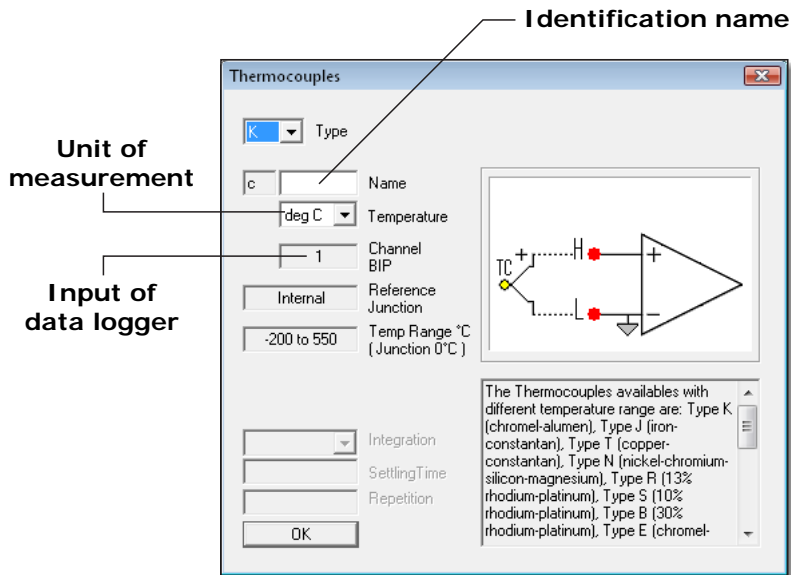 Identification name
Thermocouples
K Type
Unit of
measurement
c Name
deg C Temperature
1 Channel
BIP
Input of
data logger
Internal Reference
Junction
-200 to 550 Temp Range °C
( Junction 0°C )
TC + H +
L −
The Thermocouples availables with
different temperature range are: Type K
(chromel-alumen), Type J (iron-
constantan), Type T (copper-
constantan), Type N (nickel-chromium-
silicon-magnesium), Type R (13%
rhodium-platinum), Type S (10%
rhodium-platinum), Type B (30%
rhodium-platinum), Type E (chromel-
Integration
SettlingTime
Repetition
OK